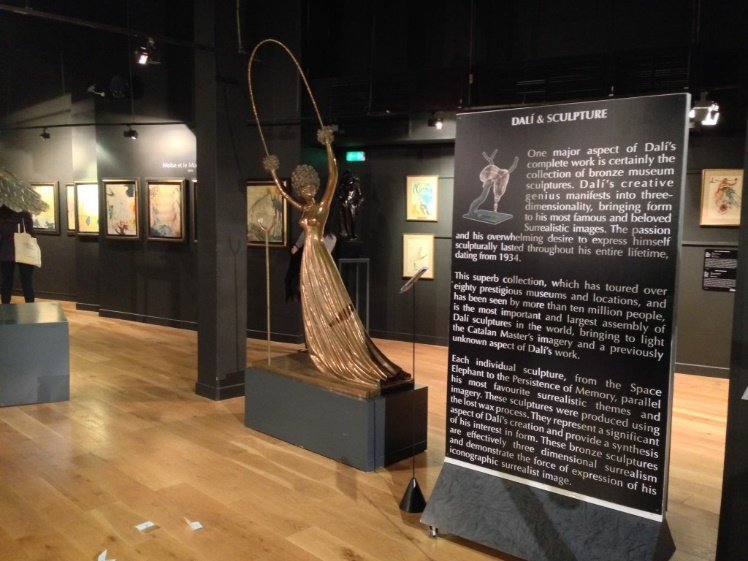 DALÍ & SCULPTURE
One major aspect of Dalí's
complete work is certainly the
collection of bronze museum
sculptures. Dalí's creative
genius manifests into three-
dimensionality, bringing form
to his most famous and beloved
Surrealistic images. The passion
and his overwhelming desire to express himself
sculpturally lasted throughout his entire lifetime,
dating from 1934.
This superb collection, which has toured over
eighty prestigious museums and locations, and
has been seen by more than ten million people,
is the most important and largest assembly of
Dalí sculptures in the world, bringing to light
the Catalan Master's imagery and a previously
unknown aspect of Dalí's work.
Each individual sculpture, from the Space
Elephant to the Persistence of Memory, parallel
his most favourite surrealistic themes and
imagery. These sculptures were produced using
the lost wax process. They represent a significant
aspect of Dalí's creation and provide a synthesis
of his interest in form. These bronze sculptures
are effectively three dimensional surrealism
and demonstrate the force of expression of his
iconographic surrealist image.